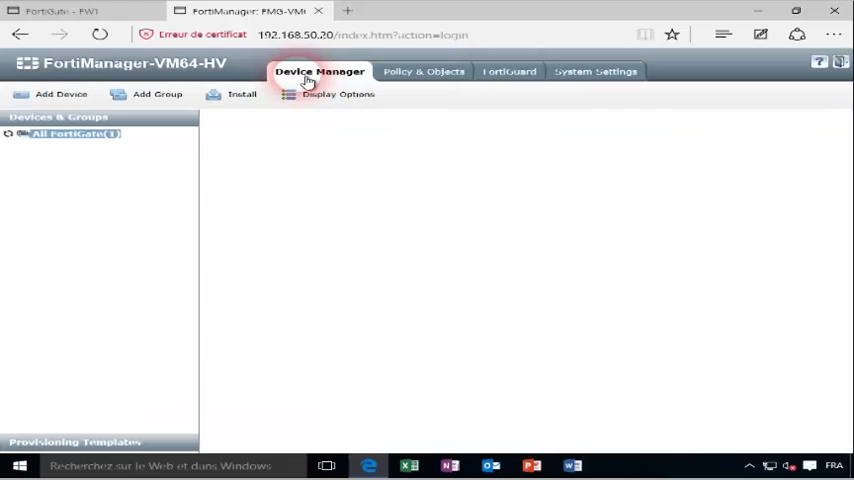 FortiGate - FW1
FortiManager: FMG-VM6
Erreur de certificat 192.168.50.20/index.htm?action=login
FortiManager-VM64-HV
Device Manager Policy & Objects FortiGuard System Settings
Add Device Add Group Install Display Options
Devices & Groups
All FortiGate(1)
Provisioning Templates
Recherchez sur le Web et dans Windows
FRA